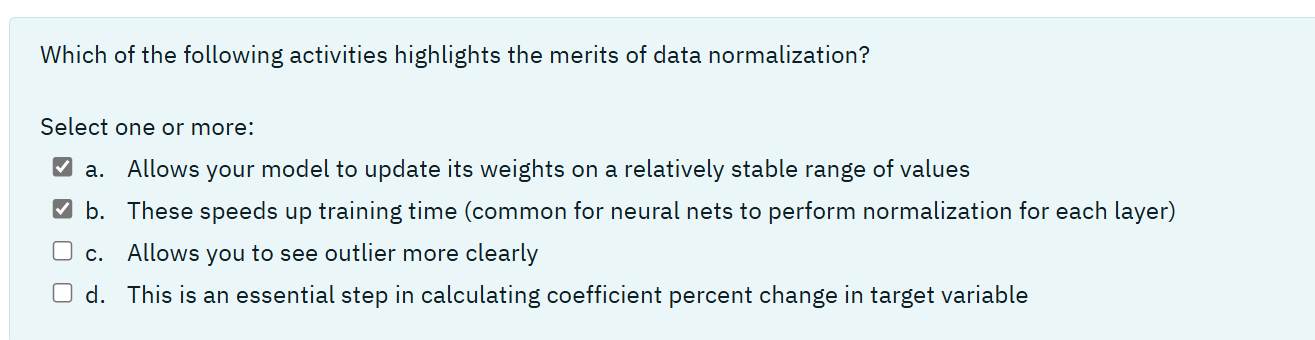 Which of the following activities highlights the merits of data normalization?
Select one or more:
a. Allows your model to update its weights on a relatively stable range of values
b. These speeds up training time (common for neural nets to perform normalization for each layer)
c. Allows you to see outlier more clearly
d. This is an essential step in calculating coefficient percent change in target variable